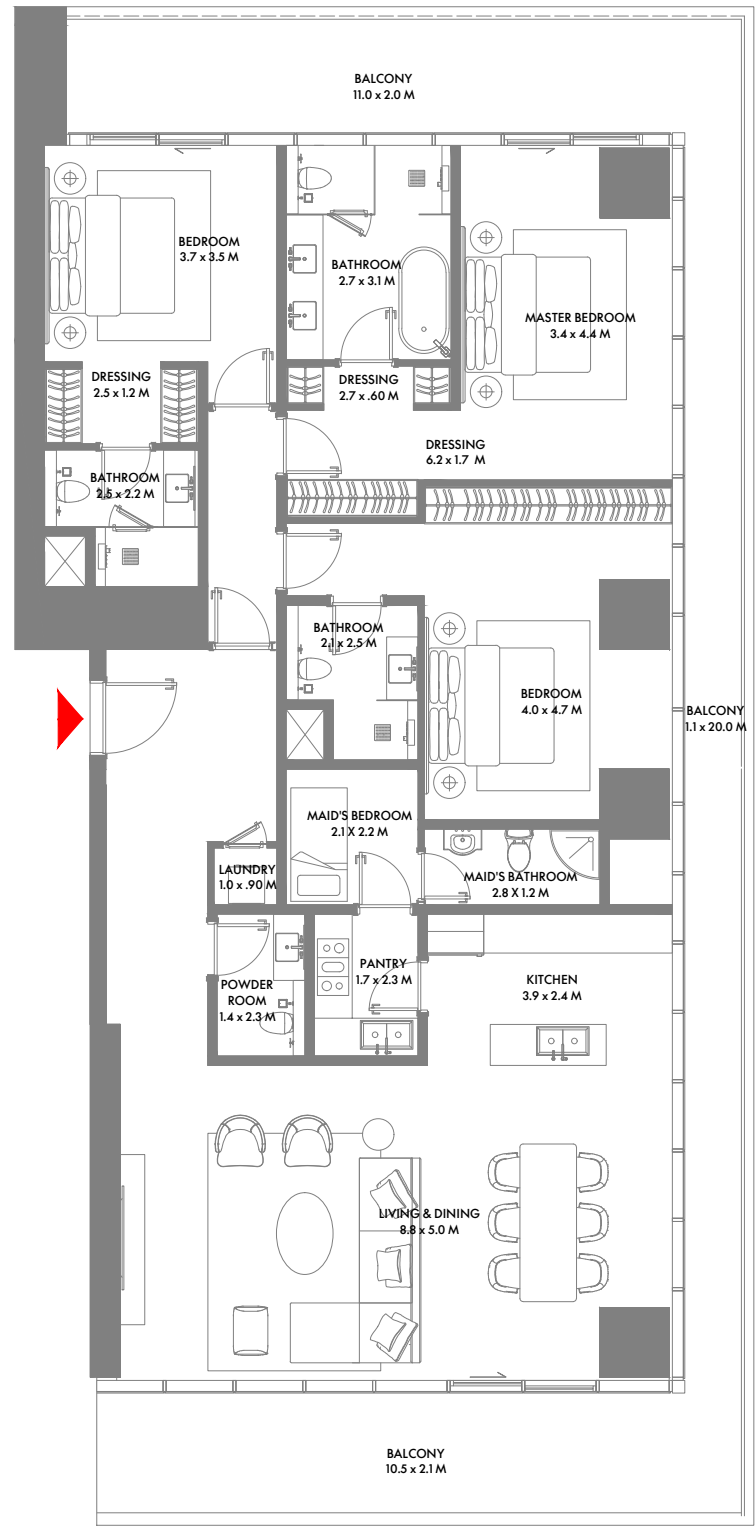 BALCONY
11.0 x 2.0 M
BEDROOM
3.7 x 3.5 M
BATHROOM
2.7 x 3.1 M
MASTER BEDROOM
3.4 x 4.4 M
DRESSING
2.5 x 1.2 M
DRESSING
2.7 x .60 M
DRESSING
6.2 x 1.7 M
BATHROOM
2.5 x 2.2 M
BATHROOM
2.1 x 2.5 M
BEDROOM
4.0 x 4.7 M
BALCONY
1.1 x 20.0 M
MAID'S BEDROOM
2.1 X 2.2 M
LAUNDRY
1.0 x .90 M
MAID'S BATHROOM
2.8 X 1.2 M
POWDER
ROOM
1.4 x 2.3 M
PANTRY
1.7 x 2.3 M
KITCHEN
3.9 x 2.4 M
LIVING & DINING
8.8 x 5.0 M
BALCONY
10.5 x 2.1 M